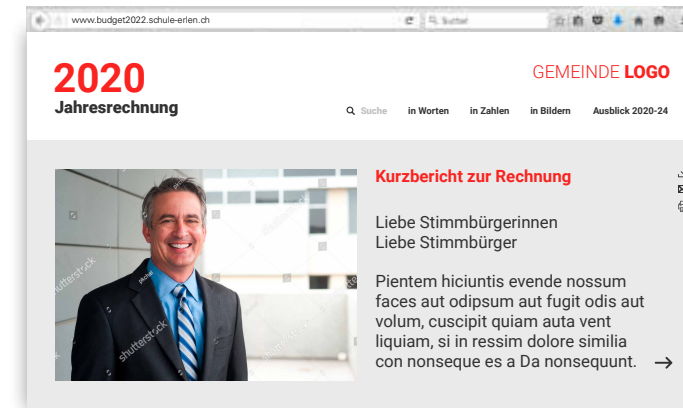 www.budget2022.schule-erlen.ch
2020
Jahresrechnung
GEMEINDE LOGO
Suche
in Worten
in Zahlen
in Bildern
Ausblick 2020-24
Kurzbericht zur Rechnung
Liebe Stimmbürgerinnen
Liebe Stimmbürger
Pientem hiciuntis evende nossum
faces aut odipsum aut fugit odis aut
volum, cuscipit quiam auta vent
liquiam, si in ressim dolore similia
con nonseque es a Da nonsequunt.
shutterstock
shutterstock